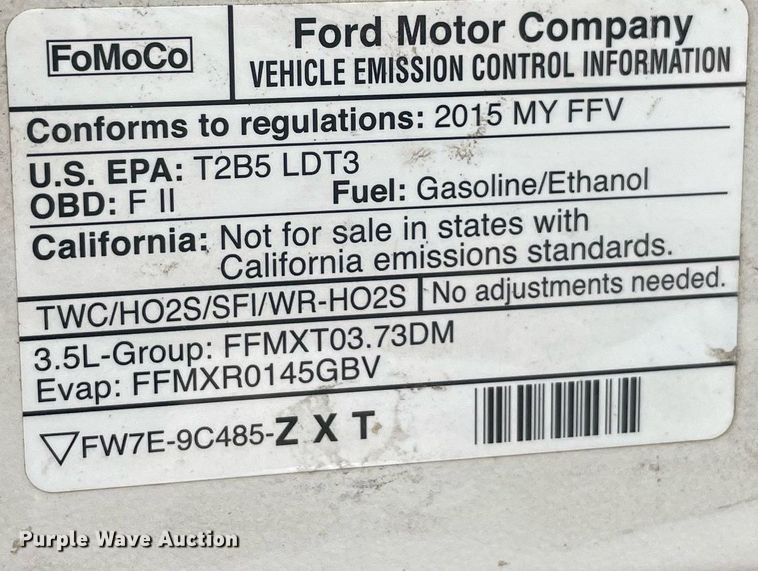 FoMoCo
Ford Motor Company
VEHICLE EMISSION CONTROL INFORMATION
Conforms to regulations: 2015 MY FFV
U.S. EPA: T2B5 LDT3
OBD: F II Fuel: Gasoline/Ethanol
California: Not for sale in states with
California emissions standards.
TWC/HO2S/SFI/WR-HO2S No adjustments needed.
3.5L-Group: FFMXT03.73DM
Evap: FFMXR0145GBV
FW7E-9C485-Z X T
Purple Wave Auction